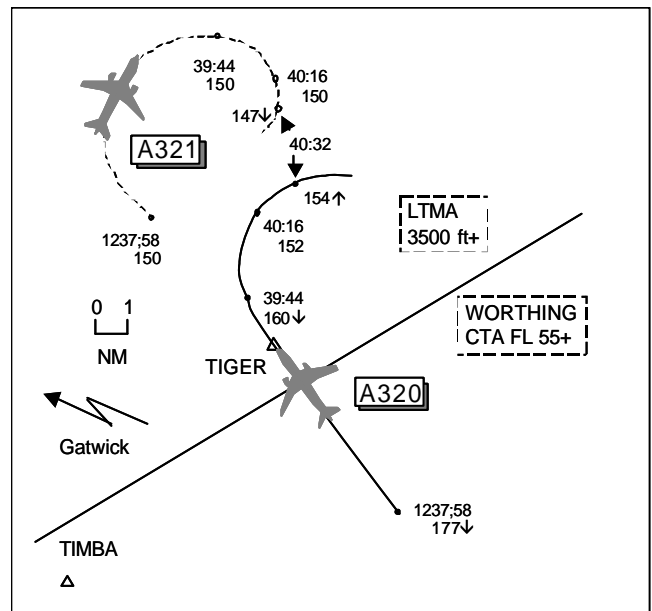 39:44
150
40:16
150
147↓
A321
40:32
154↑
1237;58
150
40:16
152
LTMA
3500 ft+
0 1
NM
39:44
160↓
WORTHING
CTA FL 55+
TIGER
A320
Gatwick
1237;58
177↓
TIMBA